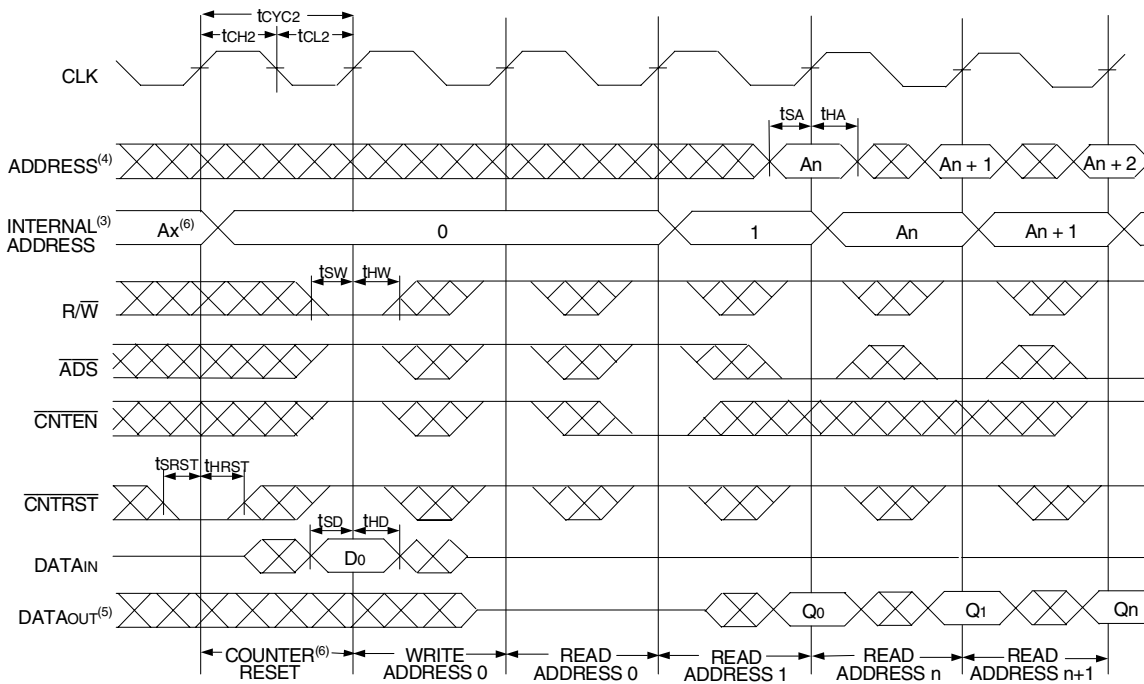 tCYC2
tCH2 tCL2
CLK
tSA tHA
ADDRESS(4) An An + 1 An + 2
INTERNAL(3) ADDRESS Ax(6) 0 1 An An + 1
tSW tHW
R/W
ADS
CNTEN
tSRST tHRST
CNTRST
tSD tHD
DATAIN D0
DATAOUT(5) Q0 Q1 Qn
COUNTER(6) RESET
WRITE ADDRESS 0
READ ADDRESS 0
READ ADDRESS 1
READ ADDRESS n
READ ADDRESS n+1